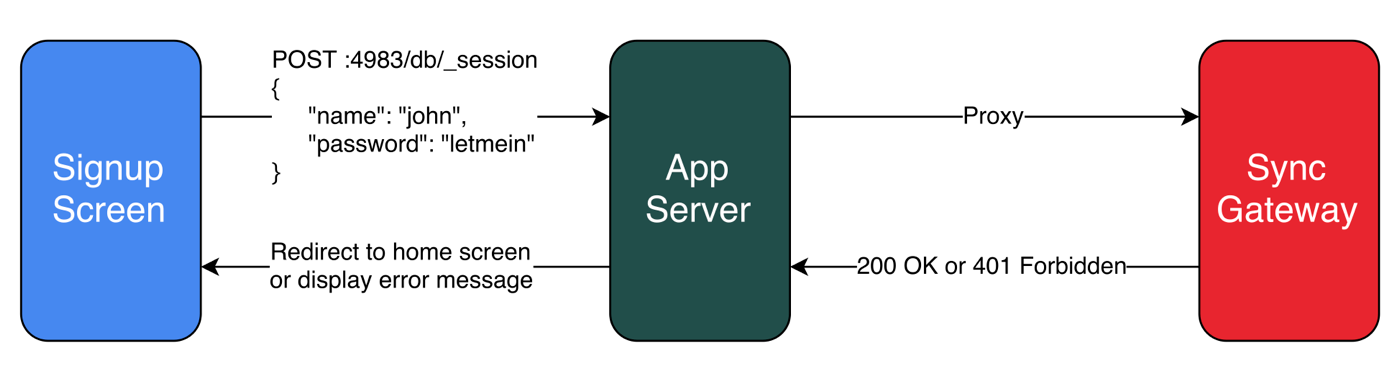 Signup
Screen
POST :4983/db/_session
{
"name": "john",
"password": "letmein"
}
App
Server
Proxy
Sync
Gateway
Redirect to home screen
or display error message
200 OK or 401 Forbidden